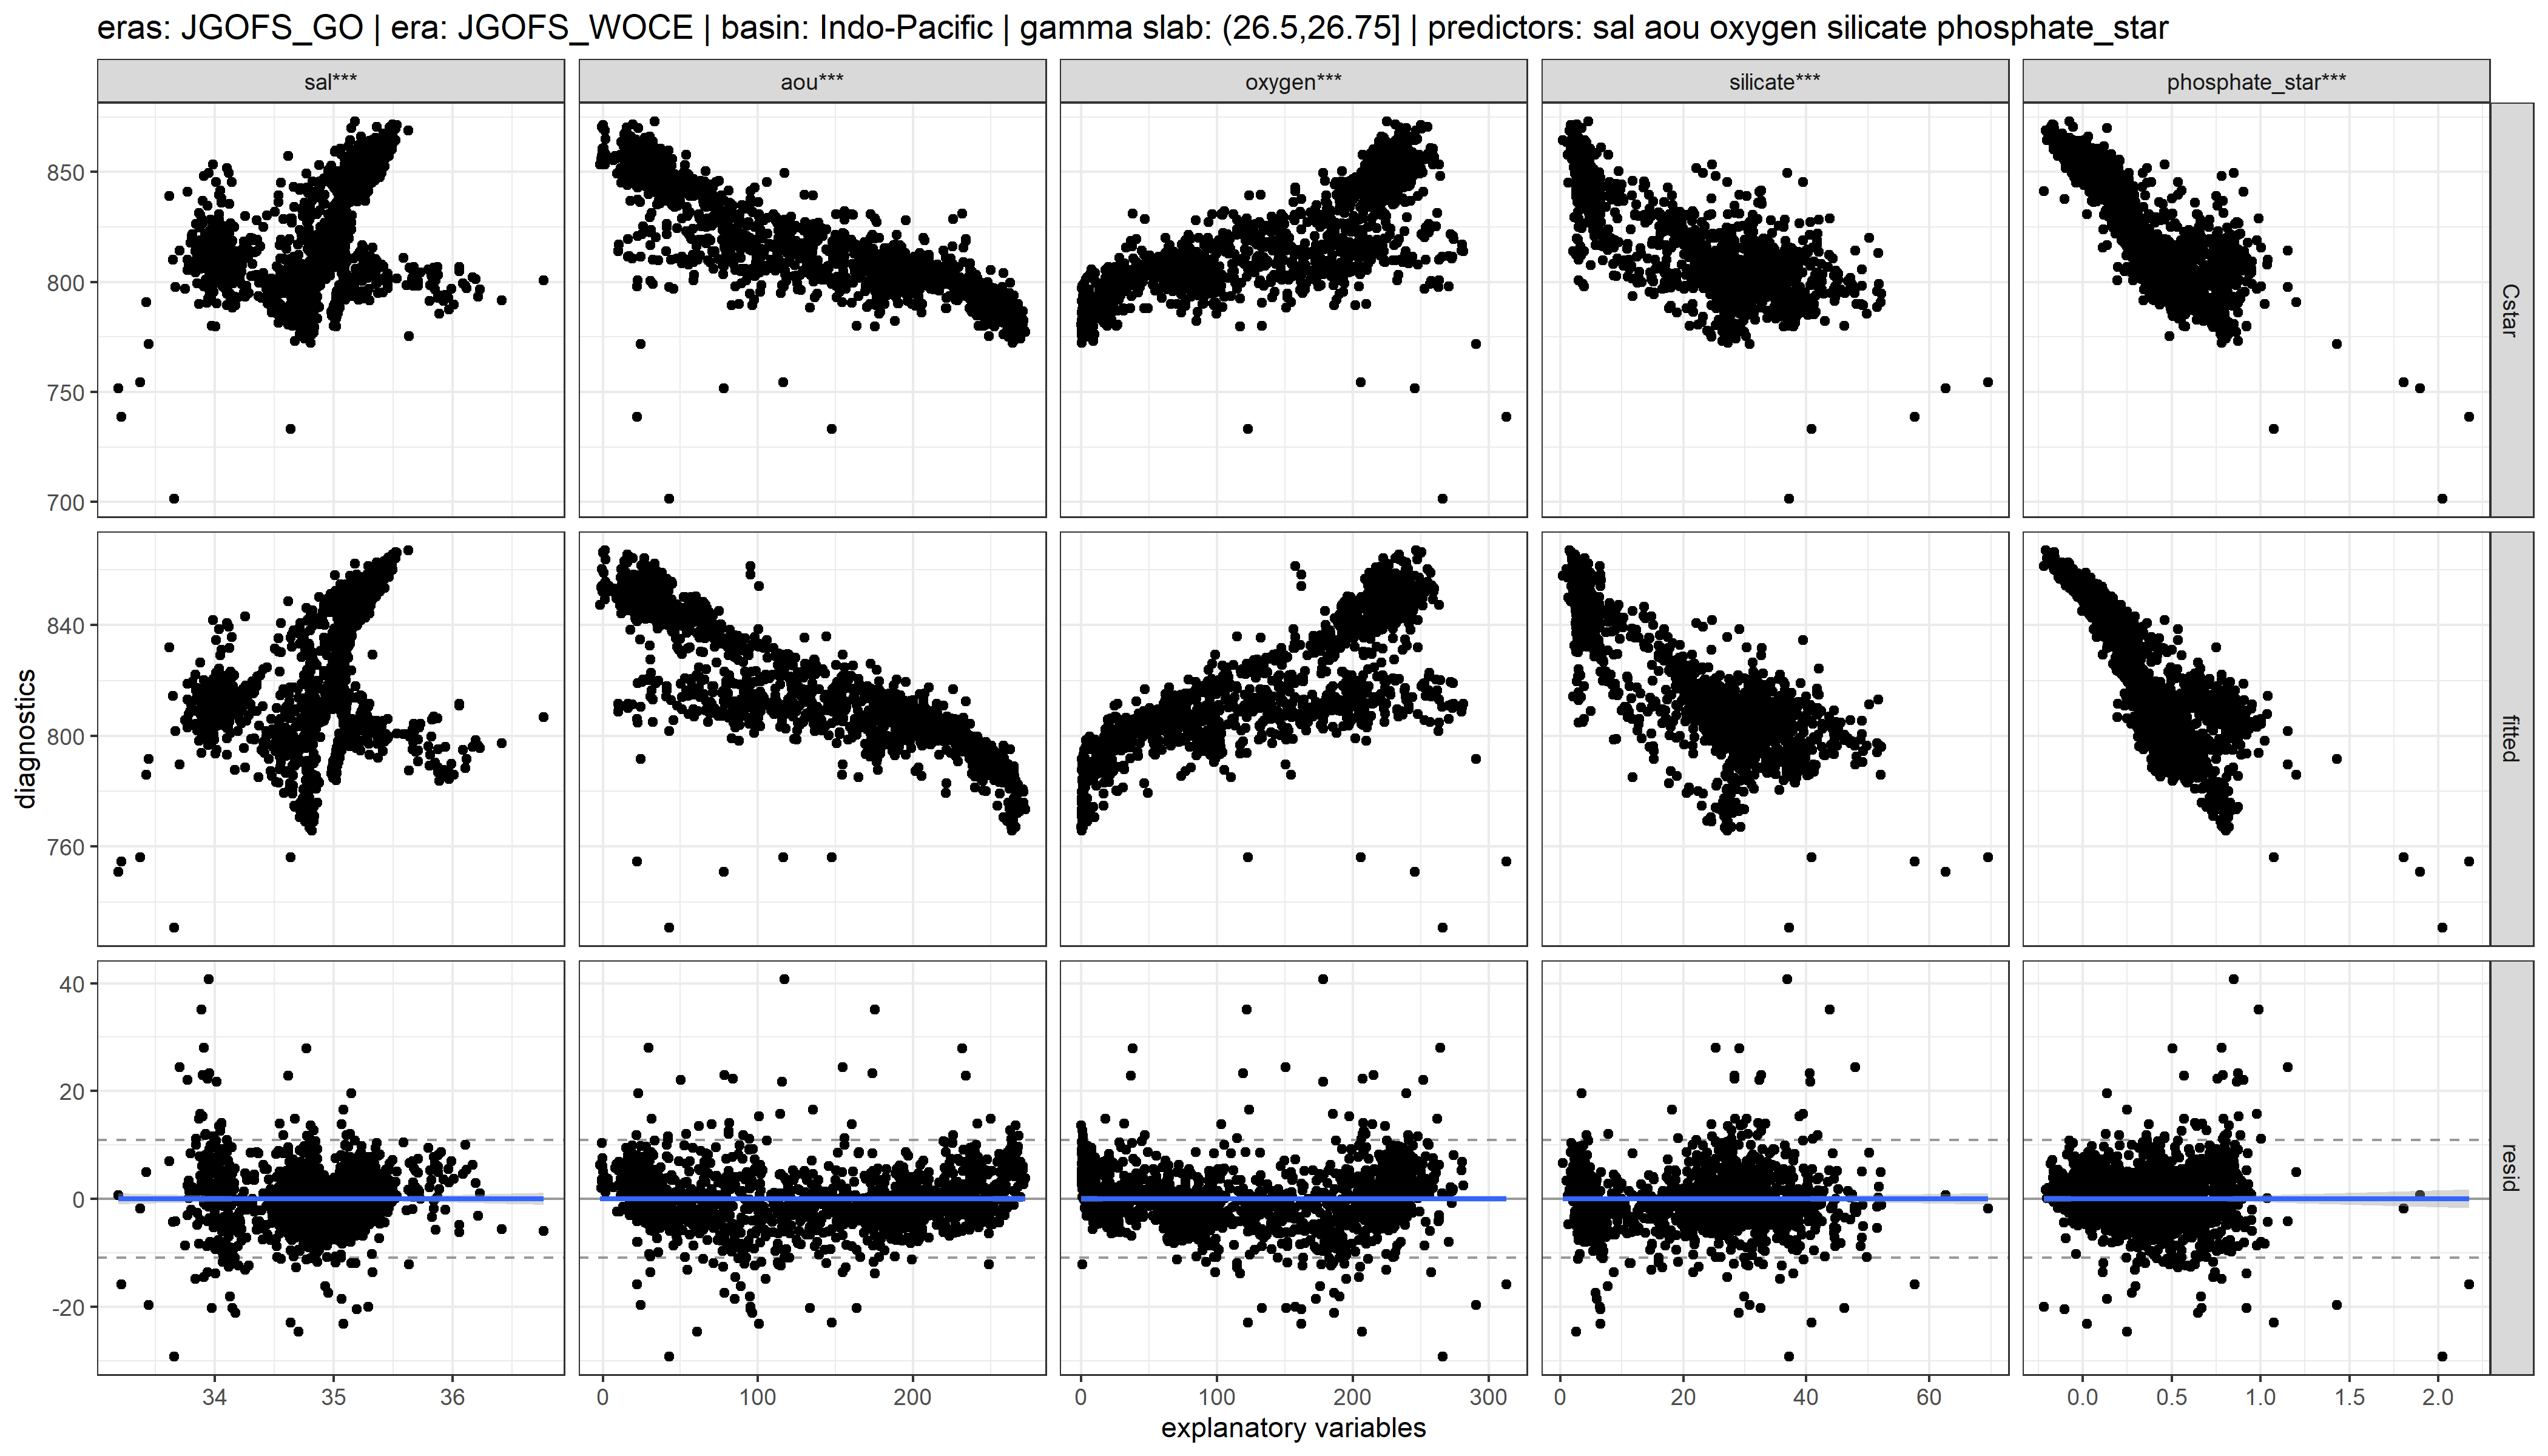 eras: JGOFS_GO | era: JGOFS_WOCE | basin: Indo-Pacific | gamma slab: (26.5,26.75] | predictors: sal aou oxygen silicate phosphate_star
sal*** aou*** oxygen*** silicate*** phosphate_star***
850
800
750
700
Cstar
840
800
760
fitted
diagnostics
40
20
0
-20
resid
34 35 36 0 100 200 0 100 200 300 0 20 40 60 0.0 0.5 1.0 1.5 2.0
explanatory variables